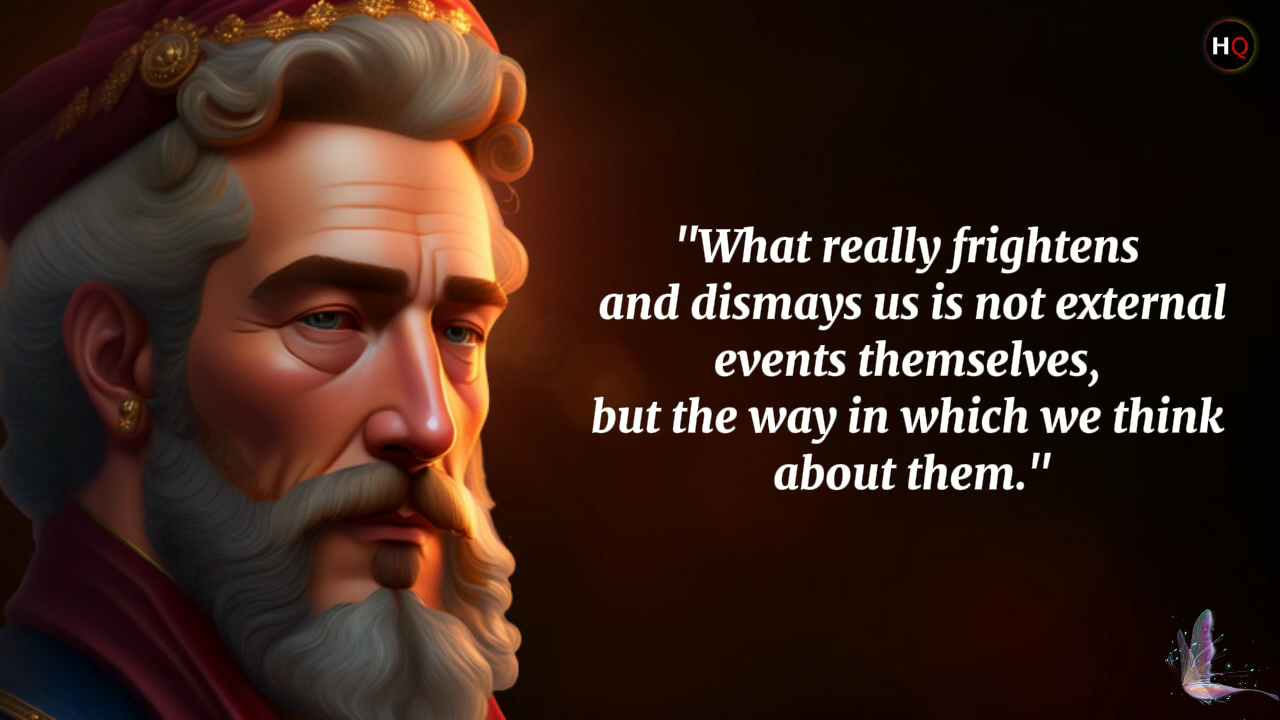 HQ
"What really frightens
and dismays us is not external
events themselves,
but the way in which we think
about them."